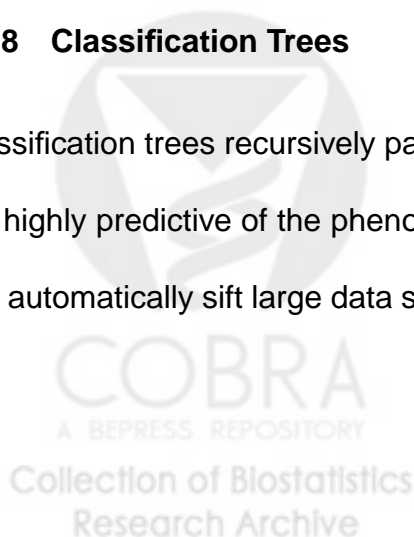 8 Classification Trees
ssification trees recursively pa
highly predictive of the pheno
automatically sift large data s
COBRA
A BEPRESS REPOSITORY
Collection of Biostatistics
Research Archive